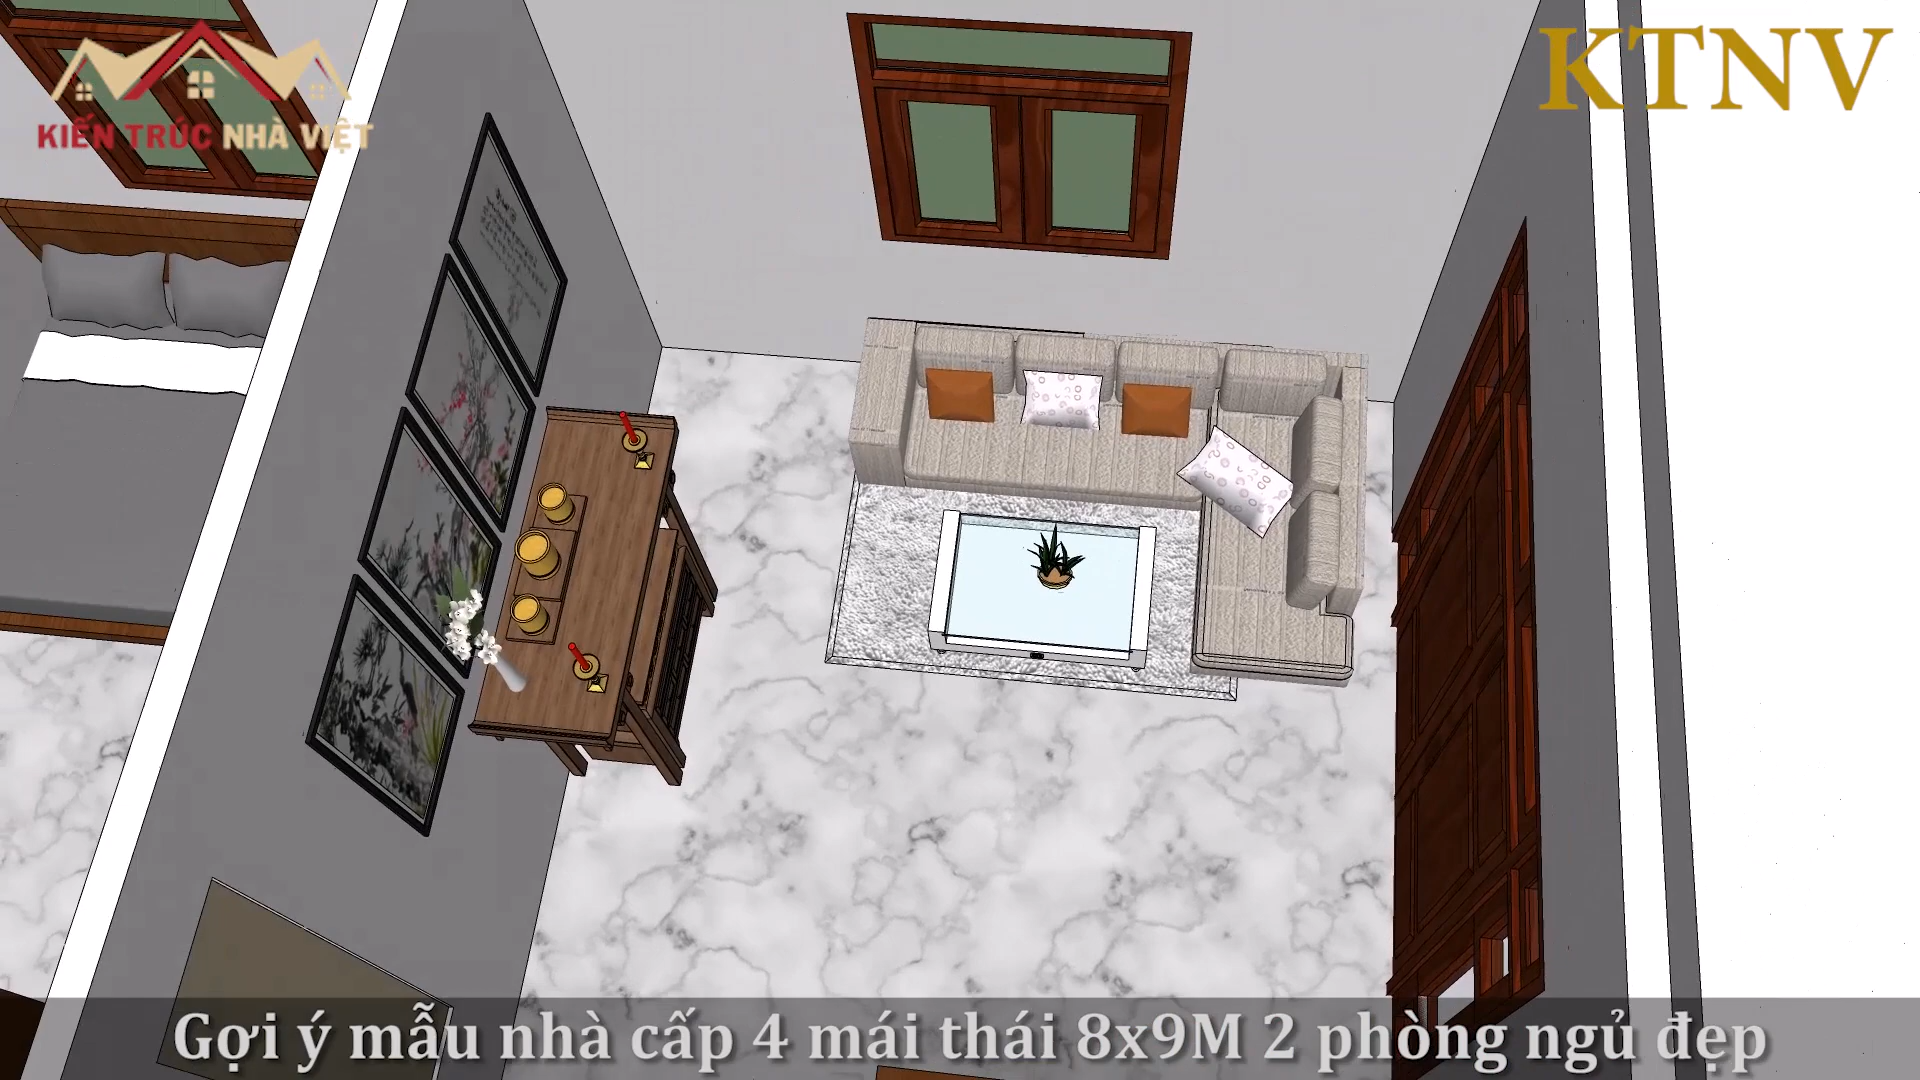 KIẾN TRÚC NHÀ VIỆT
KTNV
Gợi ý mẫu nhà cấp 4 mái thái 8x9M 2 phòng ngủ đẹp